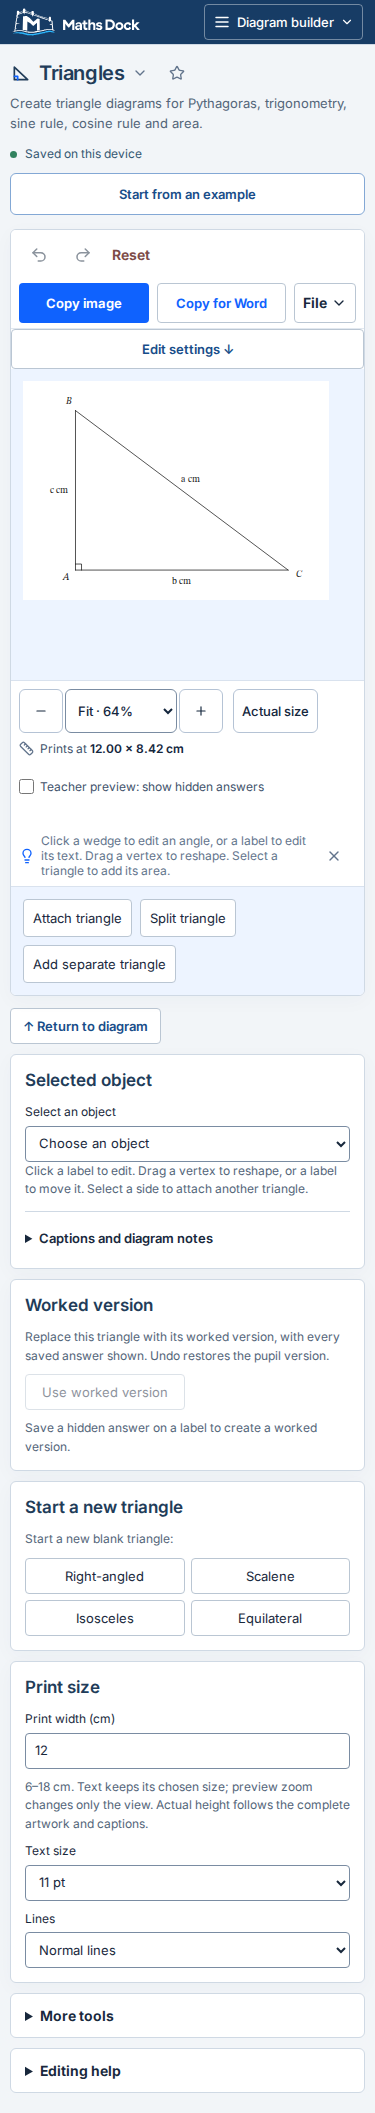 Maths Dock
Diagram builder
Triangles
Create triangle diagrams for Pythagoras, trigonometry,
sine rule, cosine rule and area.
Saved on this device
Start from an example
Reset
Copy image
Copy for Word
File
Edit settings ↓
B
c cm
a cm
A
b cm
C
−
Fit · 64%
+
Actual size
Prints at 12.00 × 8.42 cm
Teacher preview: show hidden answers
Click a wedge to edit an angle, or a label to edit
its text. Drag a vertex to reshape. Select a
triangle to add its area.
Attach triangle
Split triangle
Add separate triangle
↑ Return to diagram
Selected object
Select an object
Choose an object
Click a label to edit. Drag a vertex to reshape, or a label
to move it. Select a side to attach another triangle.
Captions and diagram notes
Worked version
Replace this triangle with its worked version, with every
saved answer shown. Undo restores the pupil version.
Use worked version
Save a hidden answer on a label to create a worked
version.
Start a new triangle
Start a new blank triangle:
Right-angled
Scalene
Isosceles
Equilateral
Print size
Print width (cm)
12
6–18 cm. Text keeps its chosen size; preview zoom
changes only the view. Actual height follows the complete
artwork and captions.
Text size
11 pt
Lines
Normal lines
More tools
Editing help